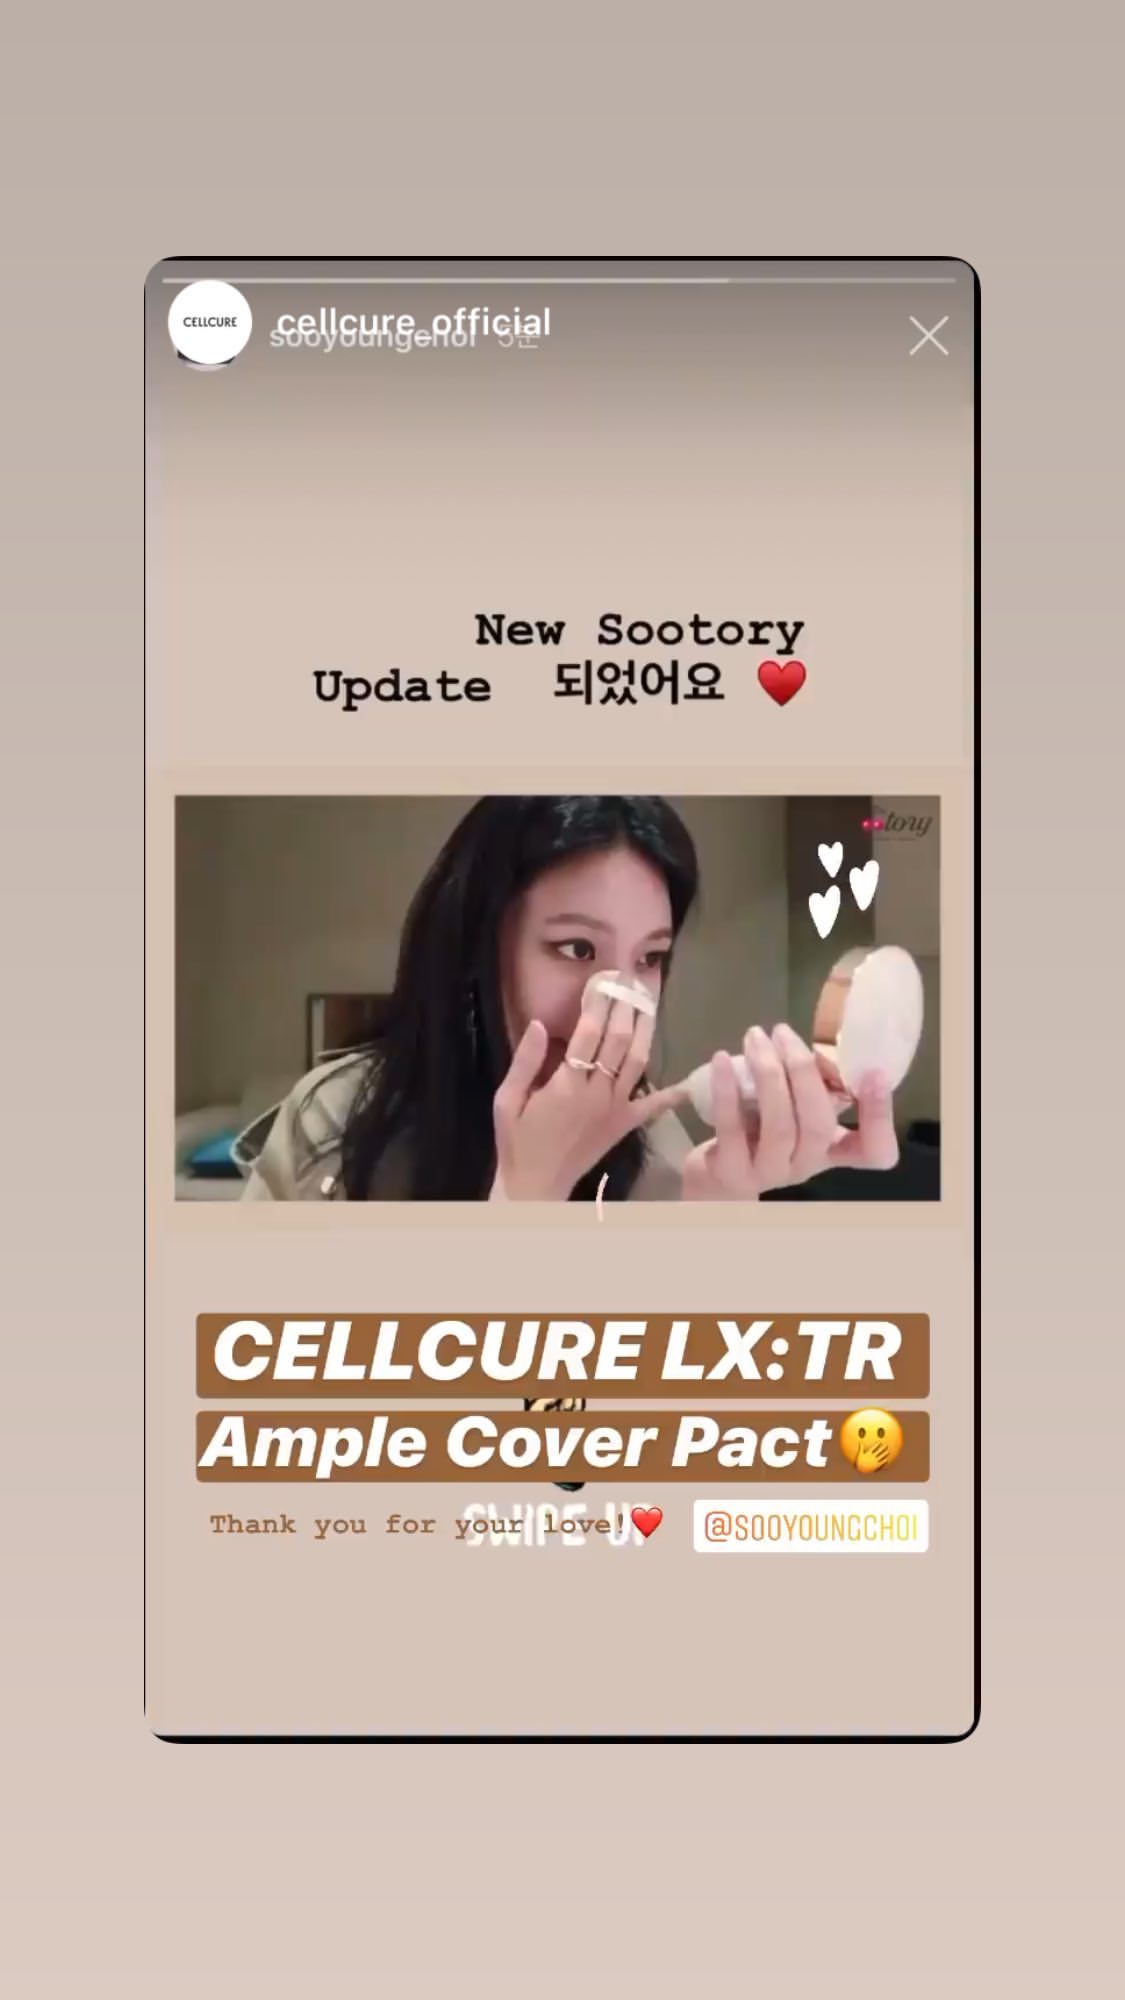 CELLCURE
cellcure_official
sooyoungchoi 5분
New Sootory
Update 되었어요
tory
CELLCURE LX:TR
Ample Cover Pact
Thank you for your love!
SWIPE UP
@SOOYOUNGCHOI